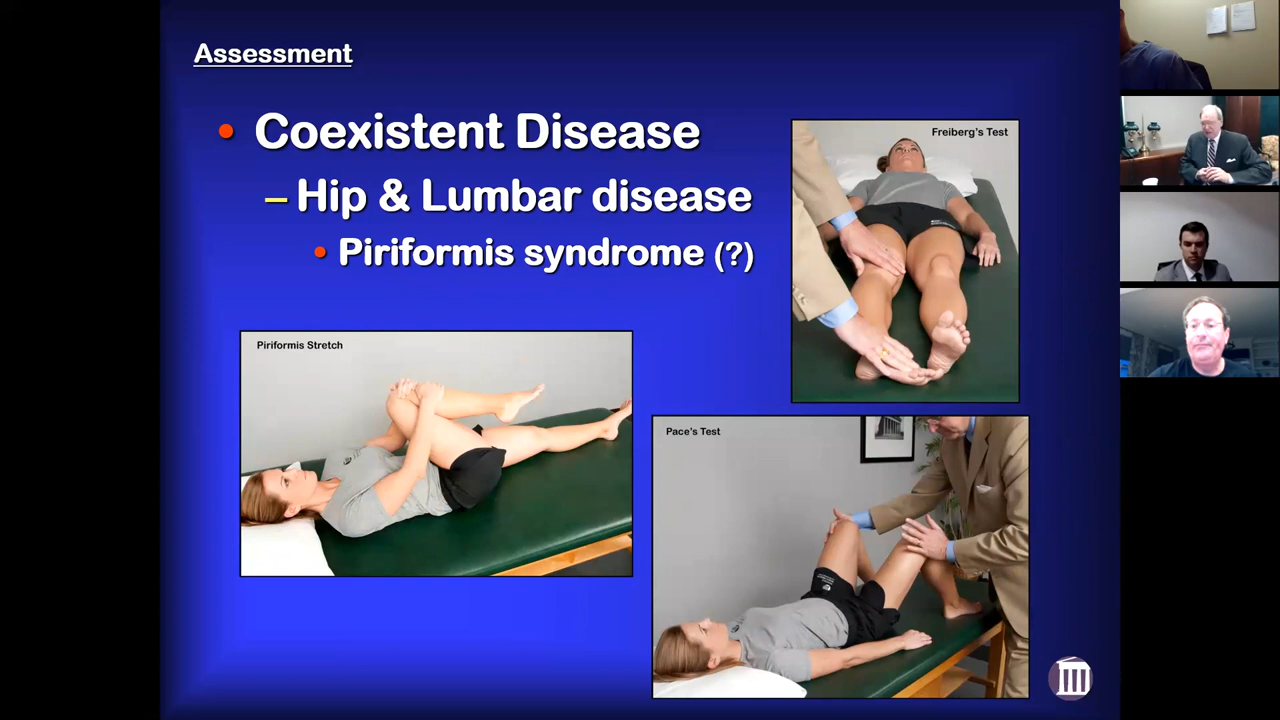 Assessment
• Coexistent Disease
– Hip & Lumbar disease
• Piriformis syndrome (?)
Freiberg's Test
Piriformis Stretch
Pace's Test